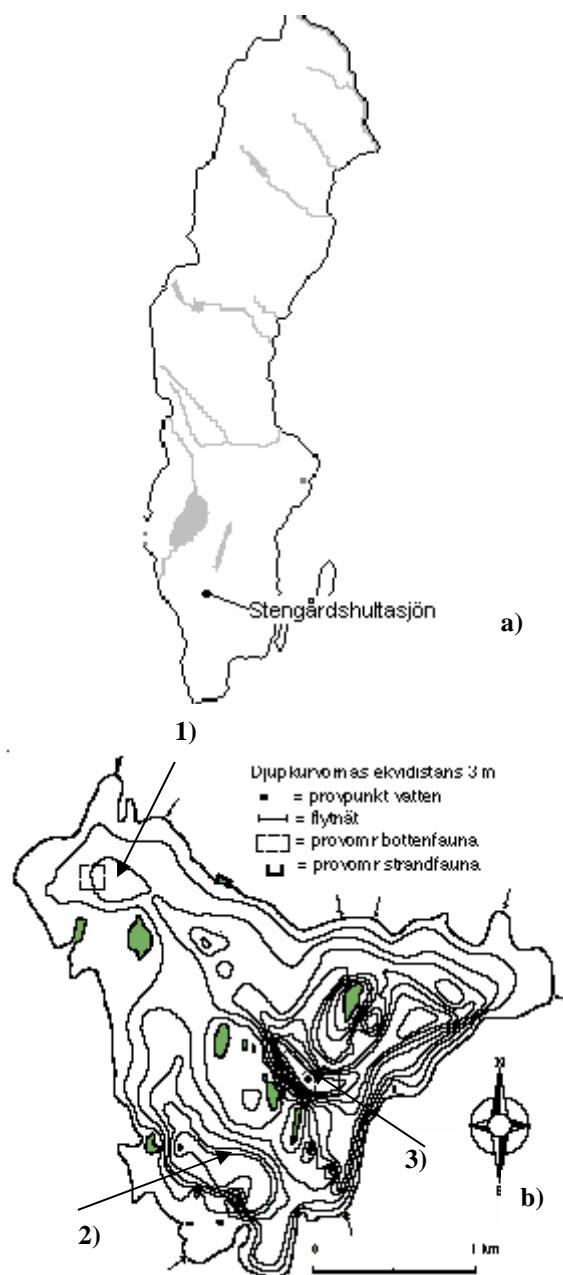 Stengårdshultasjön
a)
1)
Djupkurvornas ekvidistans 3 m
= provpunkt vatten
= flytnät
= provomr bottenfauna
= provomr strandfauna
3)
b)
2)
0 1 km